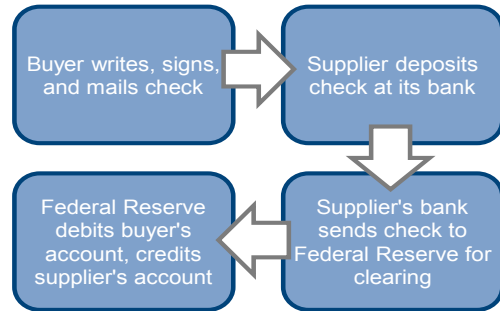 Buyer writes, signs,
and mails check
Supplier deposits
check at its bank
Supplier's bank
sends check to
Federal Reserve for
clearing
Federal Reserve
debits buyer's
account, credits
supplier's account